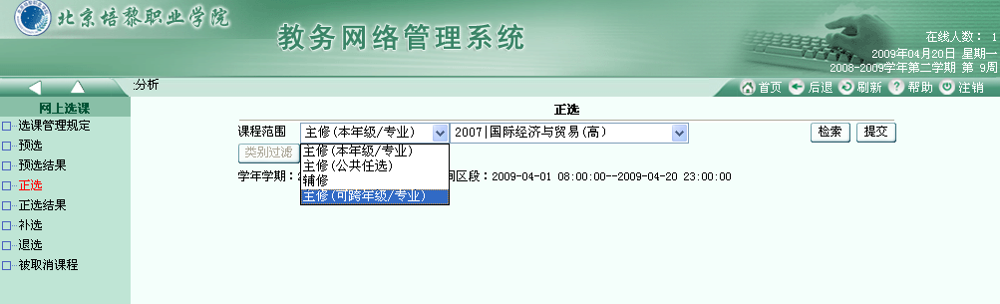 北京培黎职业学院
教务网络管理系统
在线人数: 1
2009年04月20日 星期一
2008-2009学年第二学期 第 9周
:分析
首页 后退 刷新 帮助 注销
网上选课
选课管理规定
预选
预选结果
正选
正选结果
补选
退选
被取消课程
正选
课程范围 主修(本年级/专业) 2007|国际经济与贸易(高) 检索 提交
类别过滤
主修(本年级/专业)
主修(公共任选)
辅修
主修(可跨年级/专业)
学年学期: 区段:2009-04-01 08:00:00--2009-04-20 23:00:00